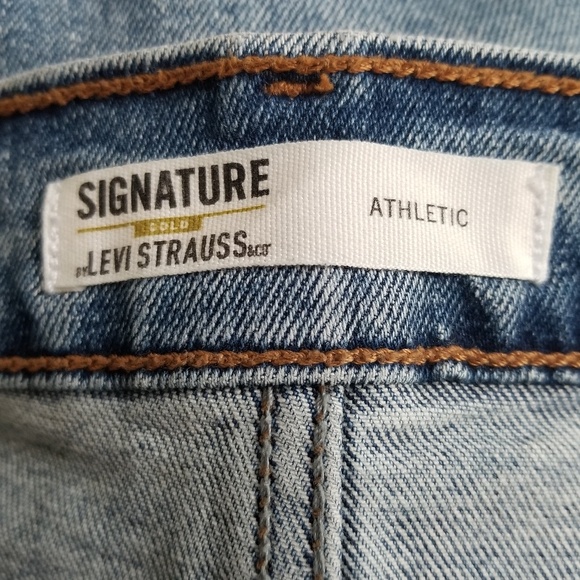 SIGNATURE
GOLD
BY LEVI STRAUSS & CO
ATHLETIC